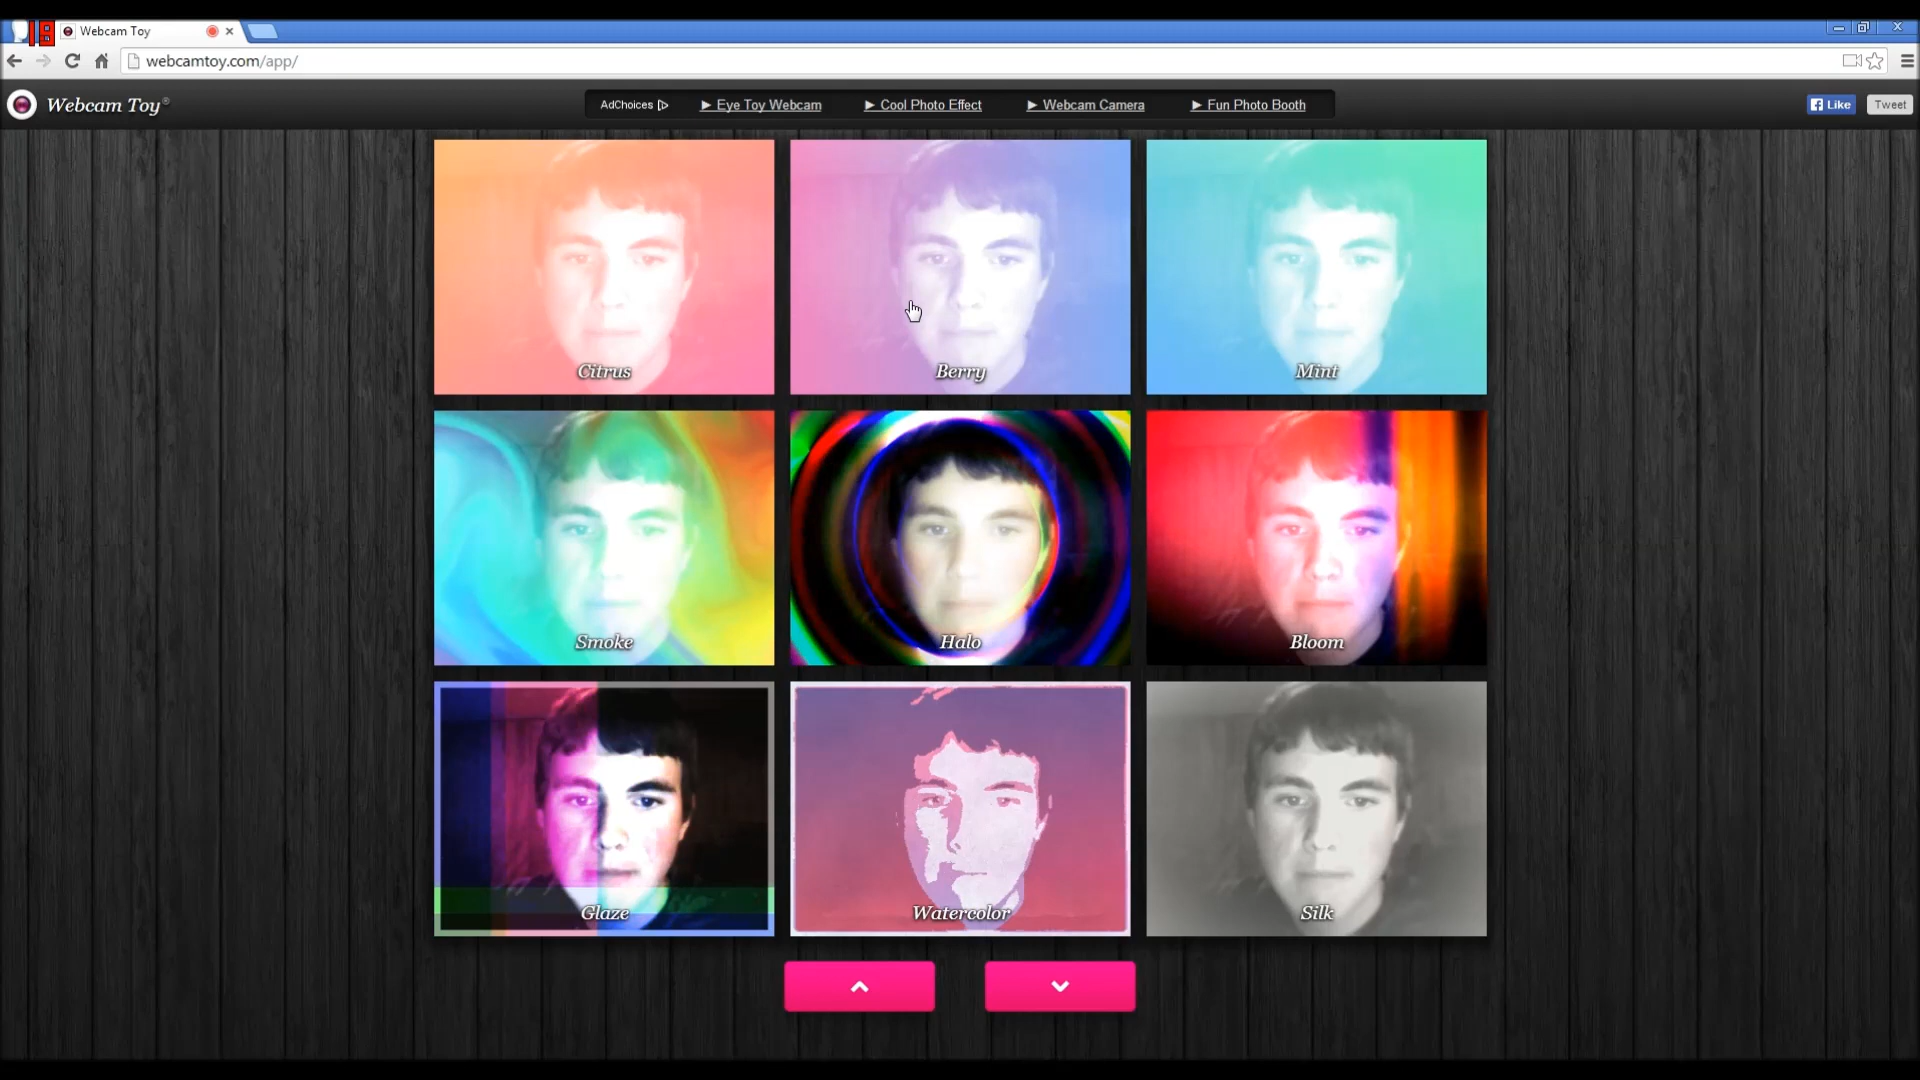 19
Webcam Toy
webcamtoy.com/app/
Webcam Toy®
AdChoices
Eye Toy Webcam
Cool Photo Effect
Webcam Camera
Fun Photo Booth
Like
Tweet
Citrus
Berry
Mint
Smoke
Halo
Bloom
Glaze
Watercolor
Silk